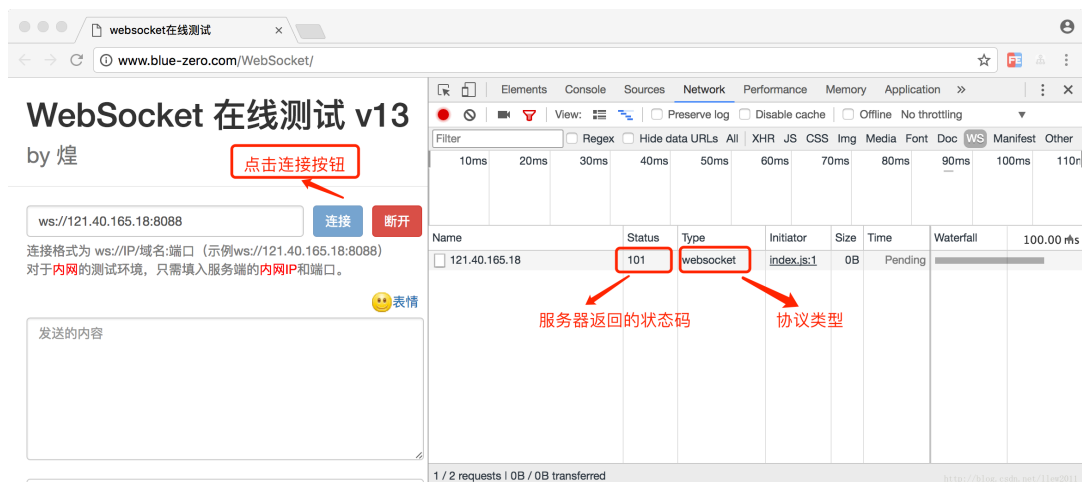 websocket在线测试
www.blue-zero.com/WebSocket/
WebSocket 在线测试 v13
by 煌
点击连接按钮
ws://121.40.165.18:8088
连接
断开
连接格式为 ws://IP/域名:端口（示例ws://121.40.165.18:8088）
对于内网的测试环境，只需填入服务端的内网IP和端口。
表情
发送的内容
Elements Console Sources Network Performance Memory Application »
View: Preserve log Disable cache Offline No throttling
Filter Regex Hide data URLs All XHR JS CSS Img Media Font Doc WS Manifest Other
10ms 20ms 30ms 40ms 50ms 60ms 70ms 80ms 90ms 100ms
Name Status Type Initiator Size Time Waterfall 100.00 ms
121.40.165.18 101 websocket index.js:1 0B Pending
服务器返回的状态码
协议类型
1 / 2 requests | 0B / 0B transferred